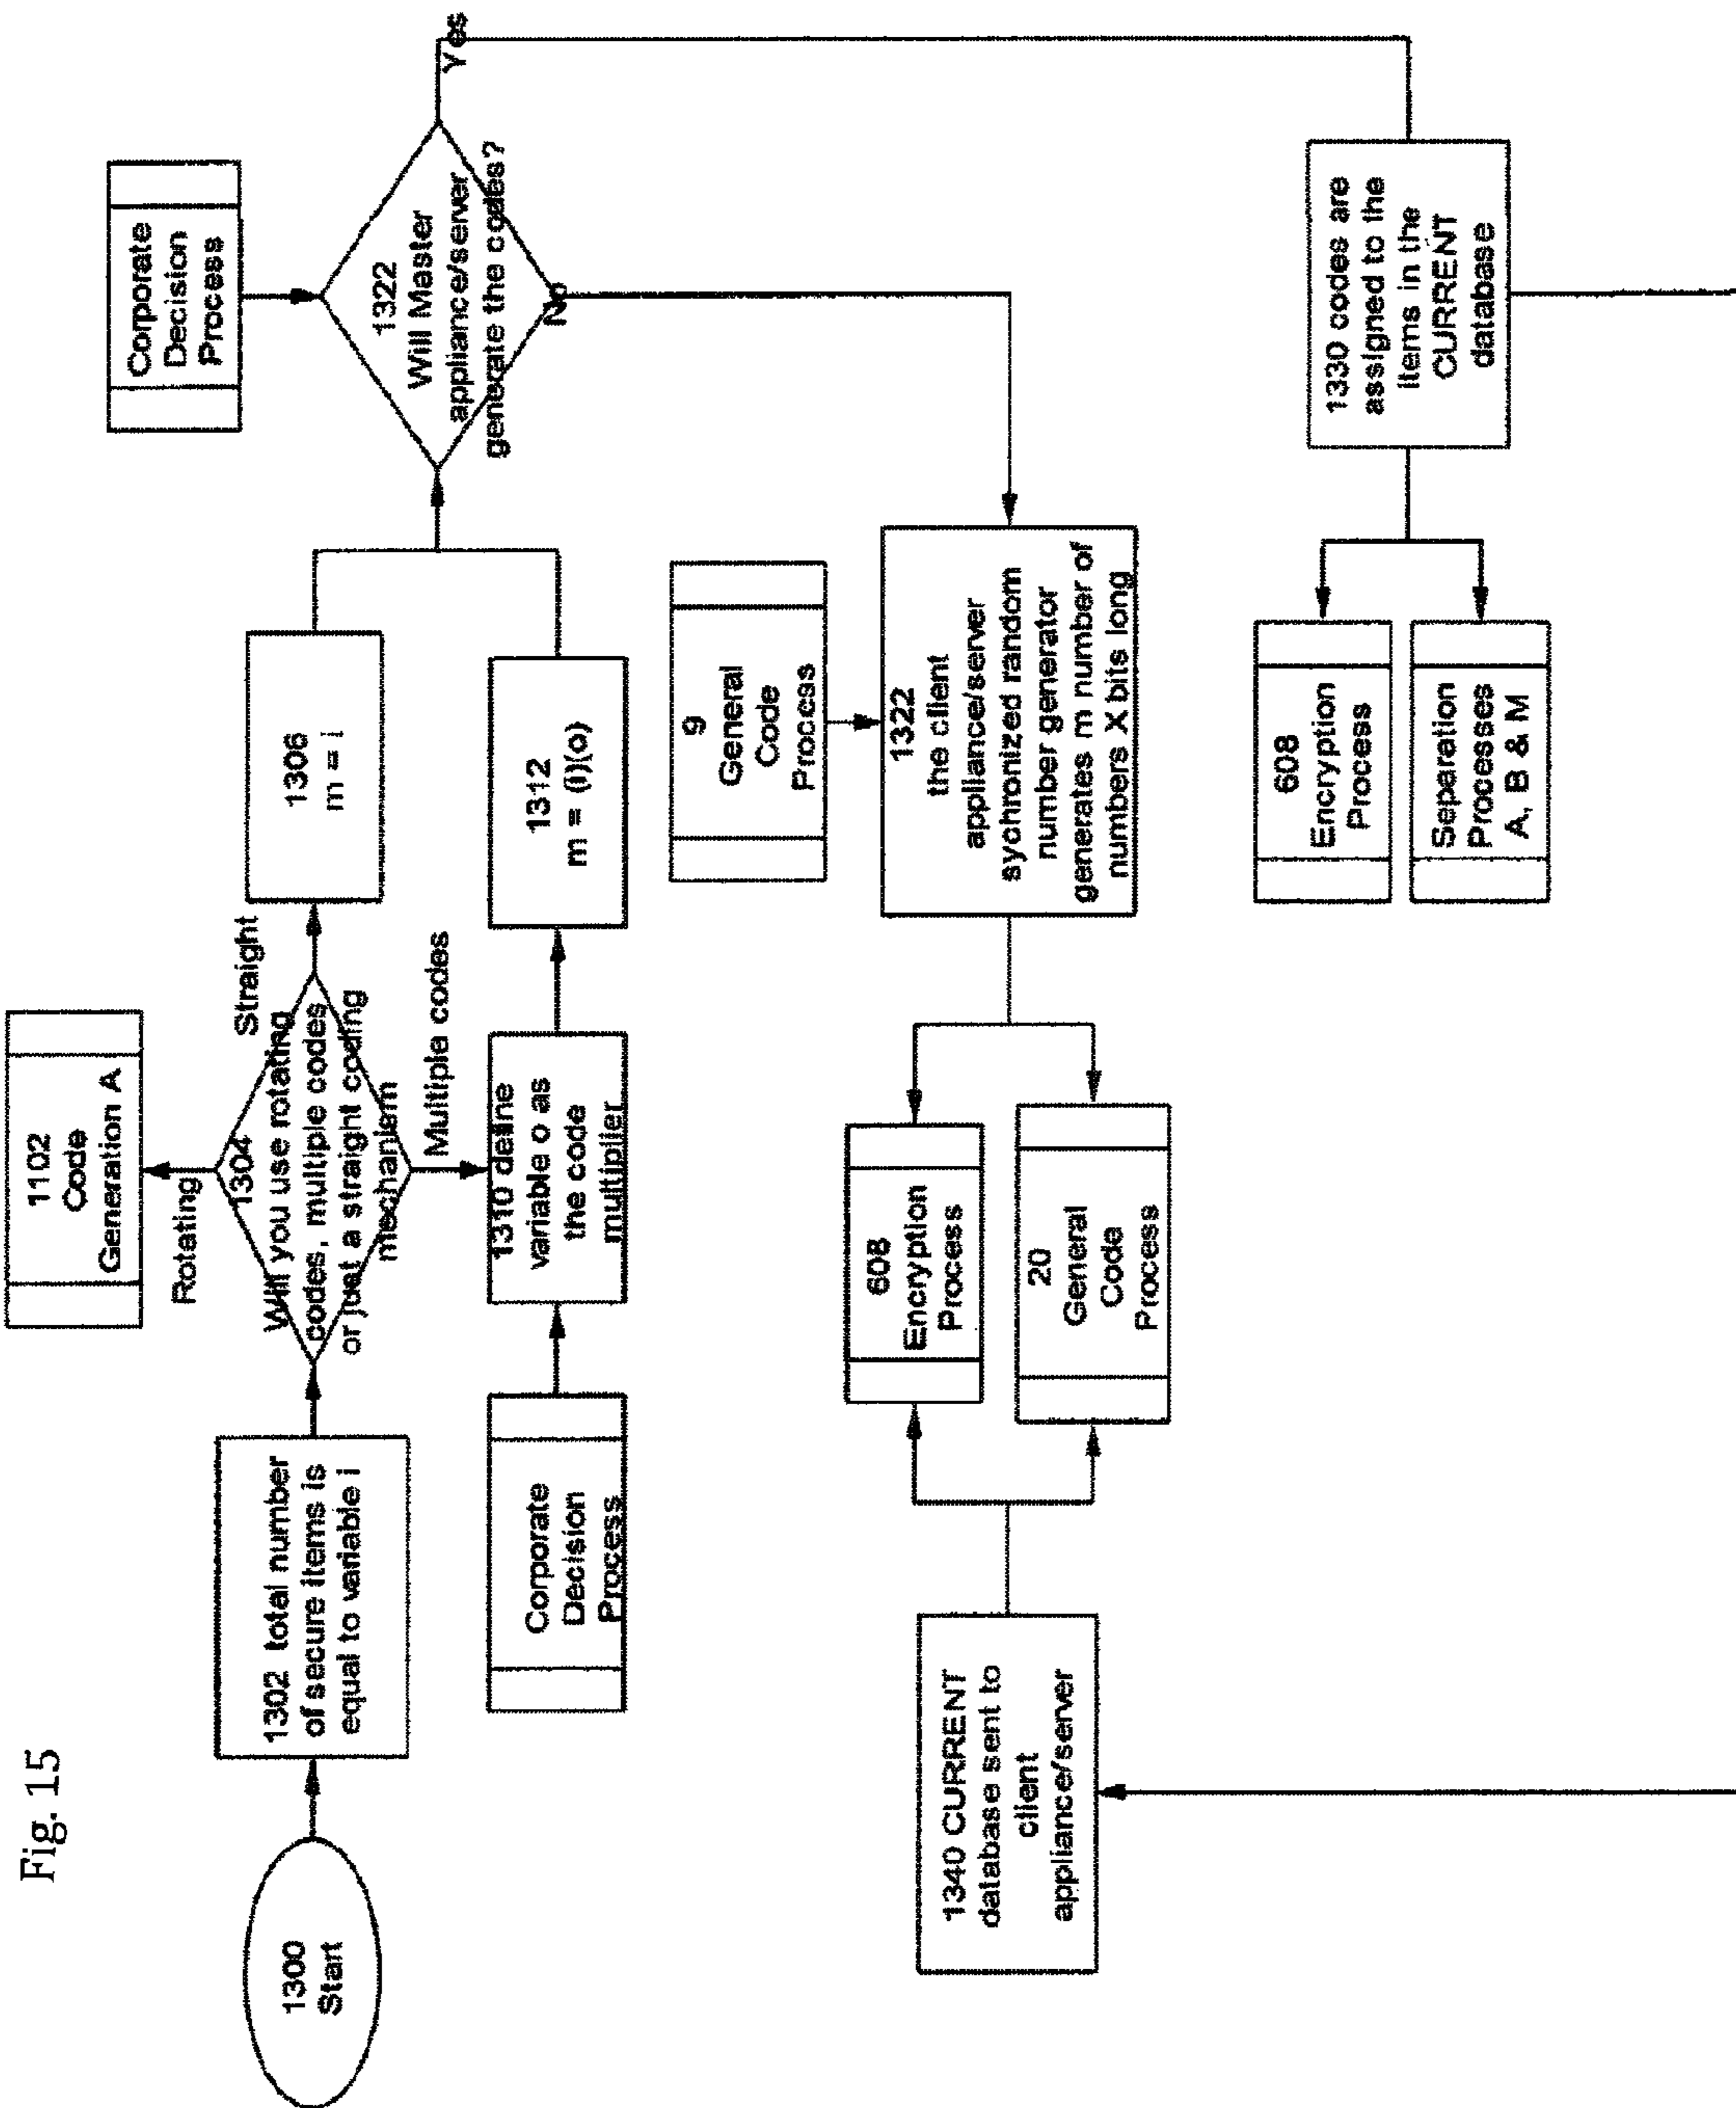 Fig. 15
1300
Start
1302 total number
of secure items is
equal to variable i
1304
Will you use rotating
codes, multiple codes
or just a straight coding
mechanism
Rotating
1102
Code
Generation A
Straight
1306
m = i
Multiple codes
Corporate
Decision
Process
1310 define
variable o as
the code
multiplier
1312
m = (i)(o)
Corporate
Decision
Process
1322
Will Master
appliance/server
generate the codes?
Yes
No
9
General
Code
Process
1322
the client
appliance/server
sychronized random
number generator
generates m number of
numbers X bits long
608
Encryption
Process
20
General
Code
Process
1340 CURRENT
database sent to
client
appliance/server
1330 codes are
assigned to the
items in the
CURRENT
database
608
Encryption
Process
Separation
Processes
A, B & M